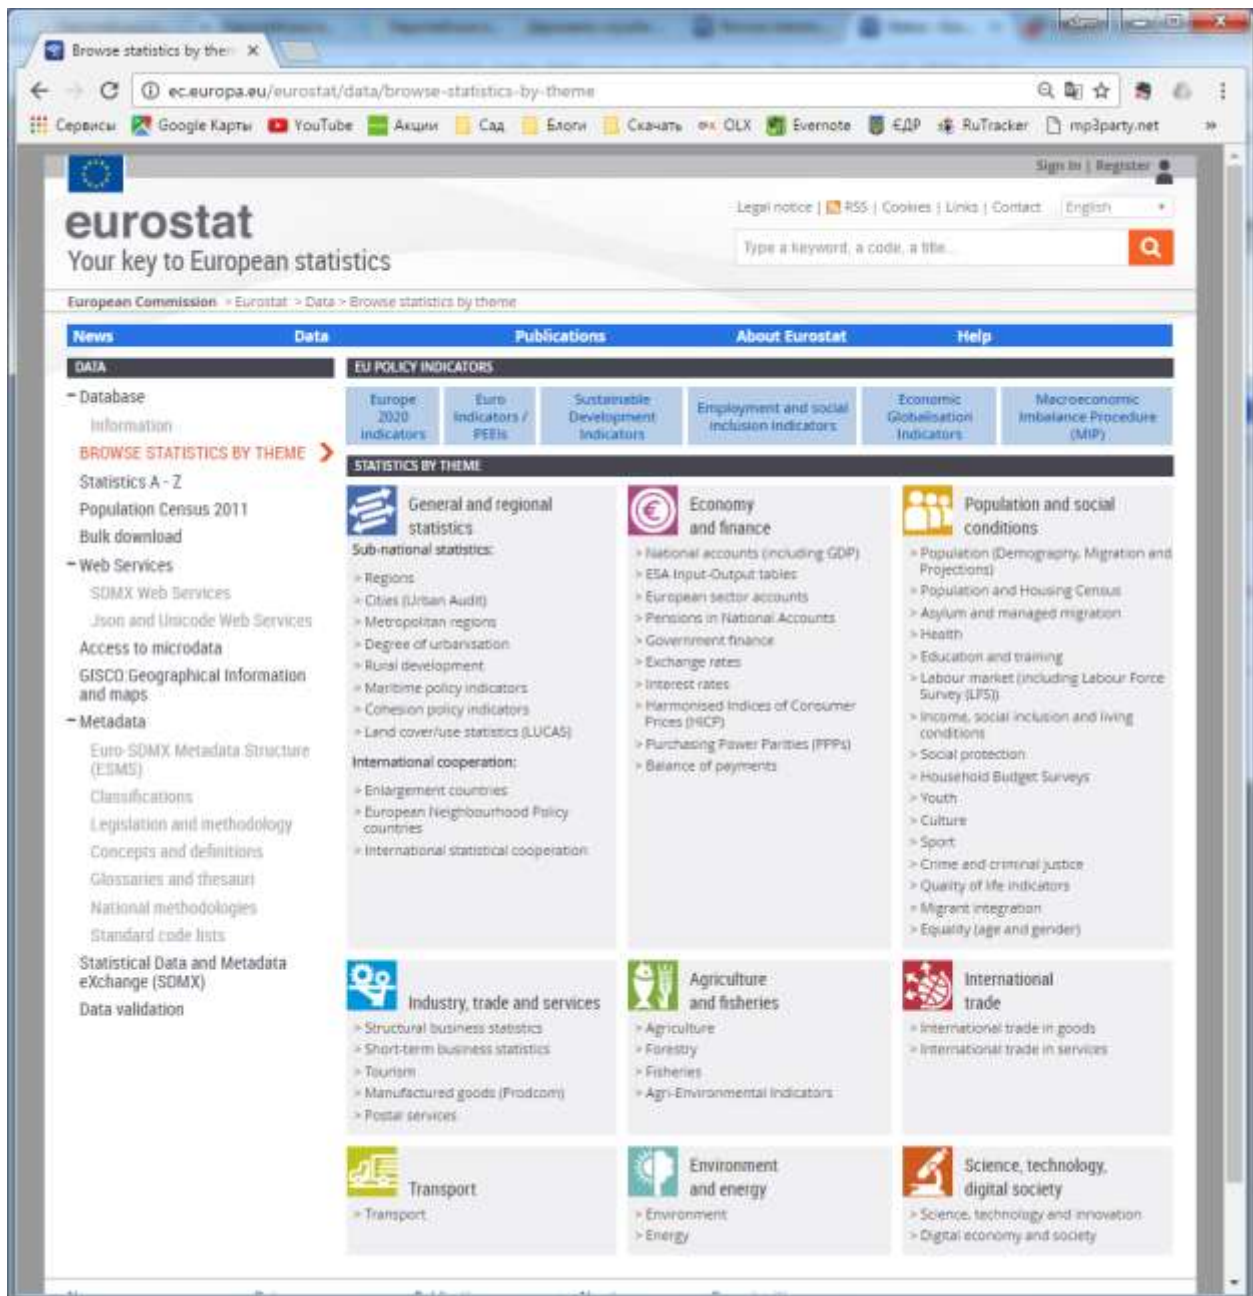 Browse statistics by the
ec.europa.eu/eurostat/data/browse-statistics-by-theme
Сервисы Google Карты YouTube Акции Сад Блоги Скачать OLX Evernote ЄДР RuTracker mp3party.net »
Sign In | Register
Legal notice | RSS | Cookies | Links | Contact English
eurostat
Your key to European statistics
Type a keyword, a code, a title...
European Commission > Eurostat > Data > Browse statistics by theme
News Data Publications About Eurostat Help
DATA
- Database
Information
BROWSE STATISTICS BY THEME
Statistics A - Z
Population Census 2011
Bulk download
- Web Services
SDMX Web Services
Json and Unicode Web Services
Access to microdata
GISCO:Geographical Information
and maps
- Metadata
Euro SDMX Metadata Structure
(ESMS)
Classifications
Legislation and methodology
Concepts and definitions
Glossaries and thesauri
National methodologies
Standard code lists
Statistical Data and Metadata
eXchange (SDMX)
Data validation
EU POLICY INDICATORS
Europe
2020
indicators
Euro
indicators /
PEEIs
Sustainable
Development
Indicators
Employment and social
inclusion indicators
Economic
Globalisation
Indicators
Macroeconomic
Imbalance Procedure
(MIP)
STATISTICS BY THEME
General and regional
statistics
Sub-national statistics:
> Regions
> Cities (Urban Audit)
> Metropolitan regions
> Degree of urbanisation
> Rural development
> Maritime policy indicators
> Cohesion policy indicators
> Land cover/use statistics (LUCAS)
International cooperation:
> Enlargement countries
> European Neighbourhood Policy
countries
> International statistical cooperation
Economy
and finance
> National accounts (including GDP)
> ESA Input-Output tables
> European sector accounts
> Pensions in National Accounts
> Government finance
> Exchange rates
> Interest rates
> Harmonised Indices of Consumer
Prices (HICP)
> Purchasing Power Parities (PPPs)
> Balance of payments
Population and social
conditions
> Population (Demography, Migration and
Projections)
> Population and Housing Census
> Asylum and managed migration
> Health
> Education and training
> Labour market (including Labour Force
Survey (LFS))
> Income, social inclusion and living
conditions
> Social protection
> Household Budget Surveys
> Youth
> Culture
> Sport
> Crime and criminal justice
> Quality of life indicators
> Migrant integration
> Equality (age and gender)
Industry, trade and services
> Structural business statistics
> Short-term business statistics
> Tourism
> Manufactured goods (Prodcom)
> Postal services
Agriculture
and fisheries
> Agriculture
> Forestry
> Fisheries
> Agri-Environmental Indicators
International
trade
> International trade in goods
> International trade in services
Transport
> Transport
Environment
and energy
> Environment
> Energy
Science, technology,
digital society
> Science, technology and innovation
> Digital economy and society